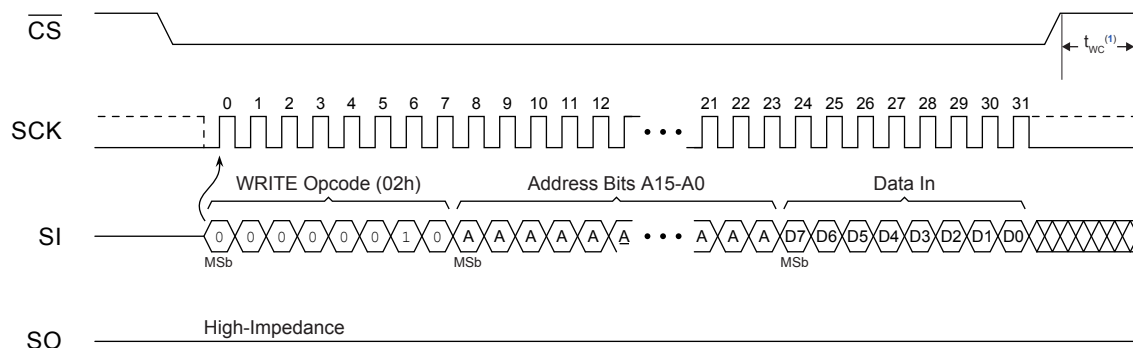 CS
tWC(1)
0 1 2 3 4 5 6 7 8 9 10 11 12 21 22 23 24 25 26 27 28 29 30 31
SCK
WRITE Opcode (02h) Address Bits A15-A0 Data In
SI 0 0 0 0 0 0 1 0 A A A A A A A A A D7 D6 D5 D4 D3 D2 D1 D0
MSb MSb MSb
High-Impedance
SO